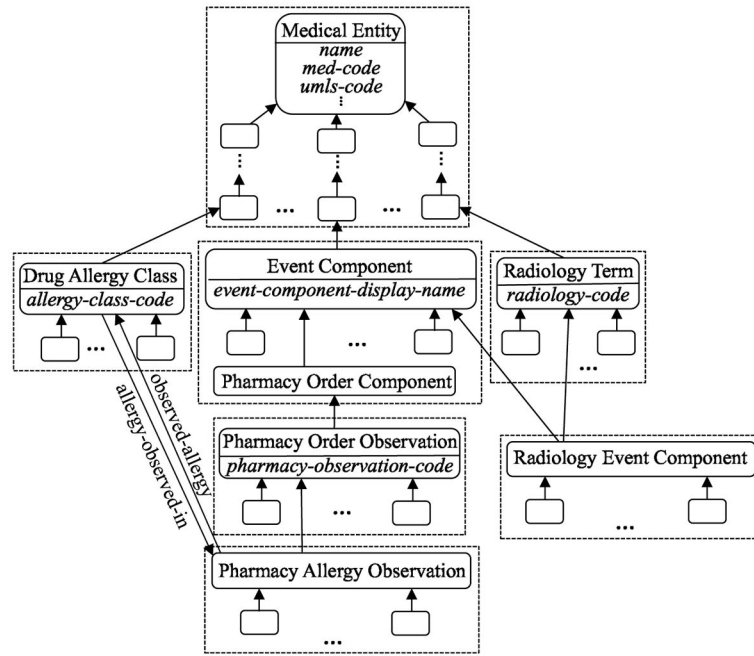 Medical Entity
name
med-code
umls-code
⋮
⋮
⋮
⋮
... ...
Drug Allergy Class
allergy-class-code
...
Event Component
event-component-display-name
...
Radiology Term
radiology-code
...
Pharmacy Order Component
observed-allergy
allergy-observed-in
Pharmacy Order Observation
pharmacy-observation-code
...
Radiology Event Component
...
Pharmacy Allergy Observation
...